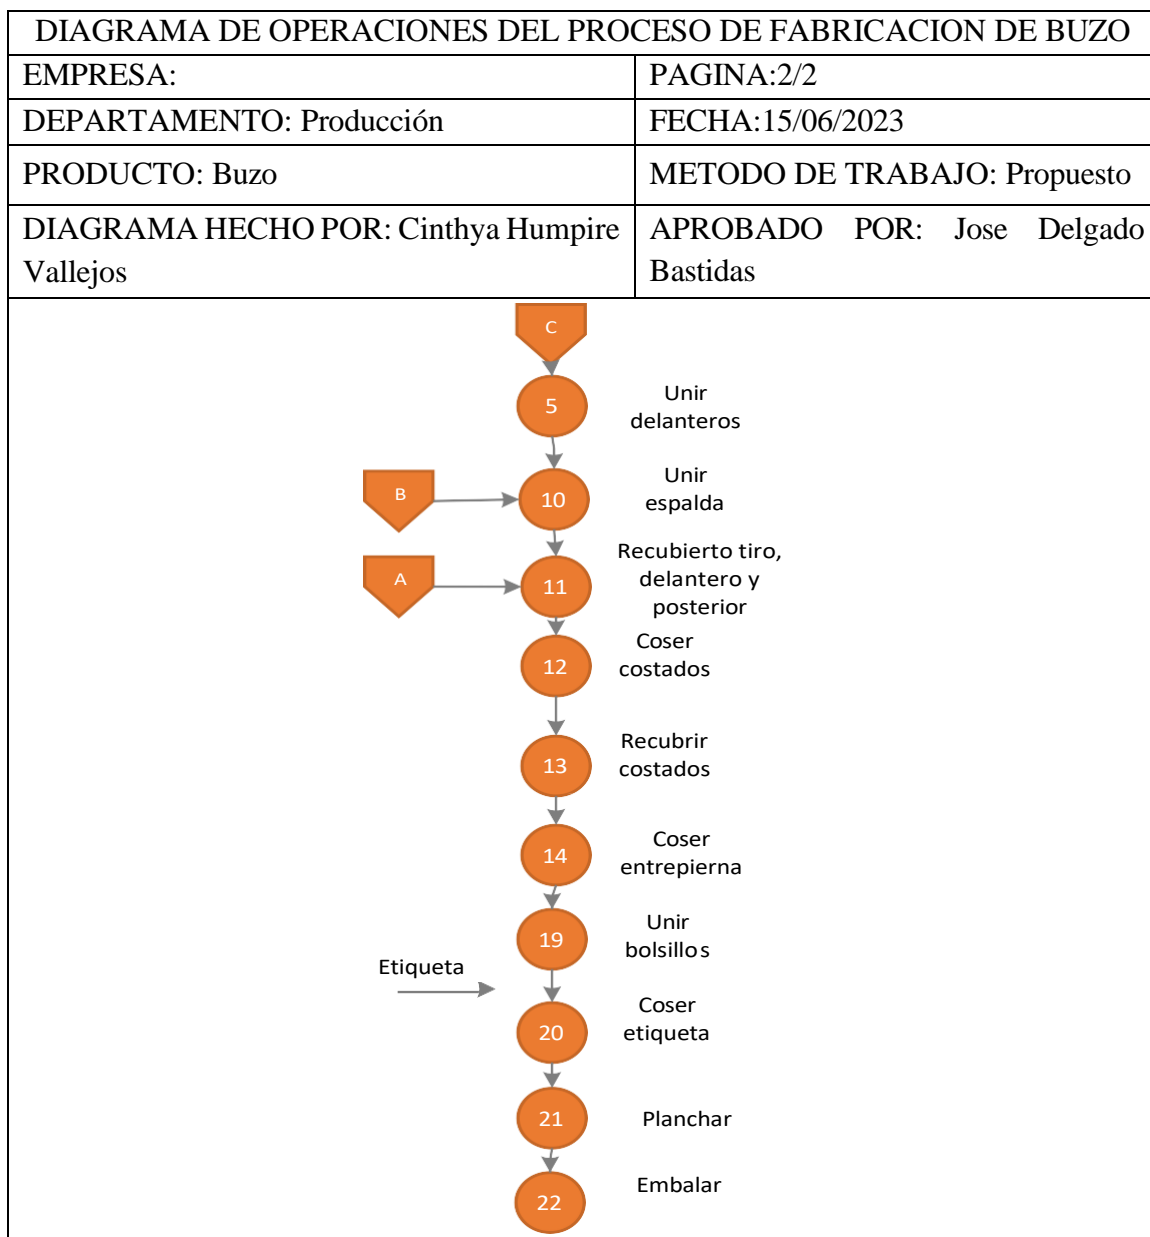 DIAGRAMA DE OPERACIONES DEL PROCESO DE FABRICACION DE BUZO
EMPRESA:
PAGINA:2/2
DEPARTAMENTO: Producción
FECHA:15/06/2023
PRODUCTO: Buzo
METODO DE TRABAJO: Propuesto
DIAGRAMA HECHO POR: Cinthya Humpire
Vallejos
APROBADO POR: Jose Delgado
Bastidas
C
5
Unir
delanteros
B
10
Unir
espalda
A
11
Recubierto tiro,
delantero y
posterior
12
Coser
costados
13
Recubrir
costados
14
Coser
entrepierna
19
Unir
bolsillos
Etiqueta
20
Coser
etiqueta
21
Planchar
22
Embalar